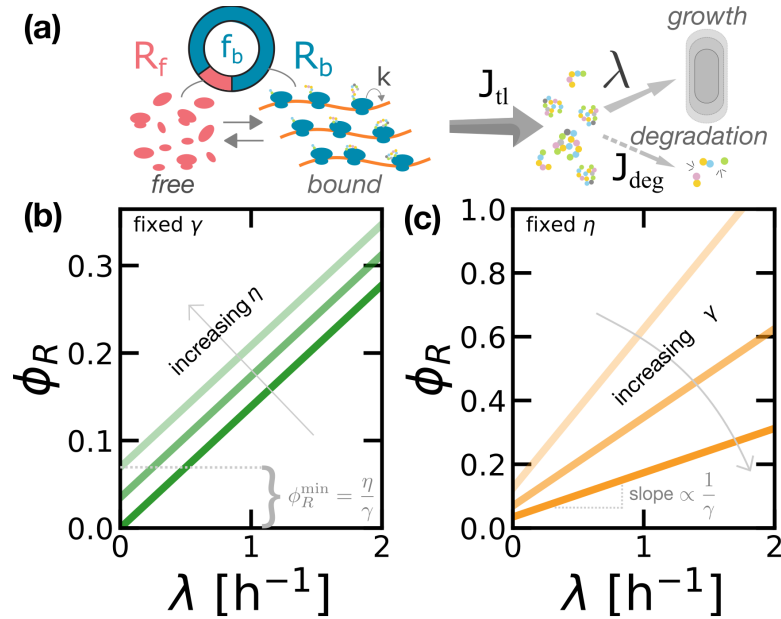 (a)
R_f
f_b
R_b
k
free
bound
J_tl
λ
growth
degradation
J_deg
(b)
fixed γ
increasing η
ϕ_R^min = η/γ
ϕ_R
0.3
0.2
0.1
0.0
0
1
2
λ [h⁻¹]
(c)
fixed η
increasing γ
slope ∝ 1/γ
ϕ_R
1.0
0.8
0.6
0.4
0.2
0.0
0
1
2
λ [h⁻¹]